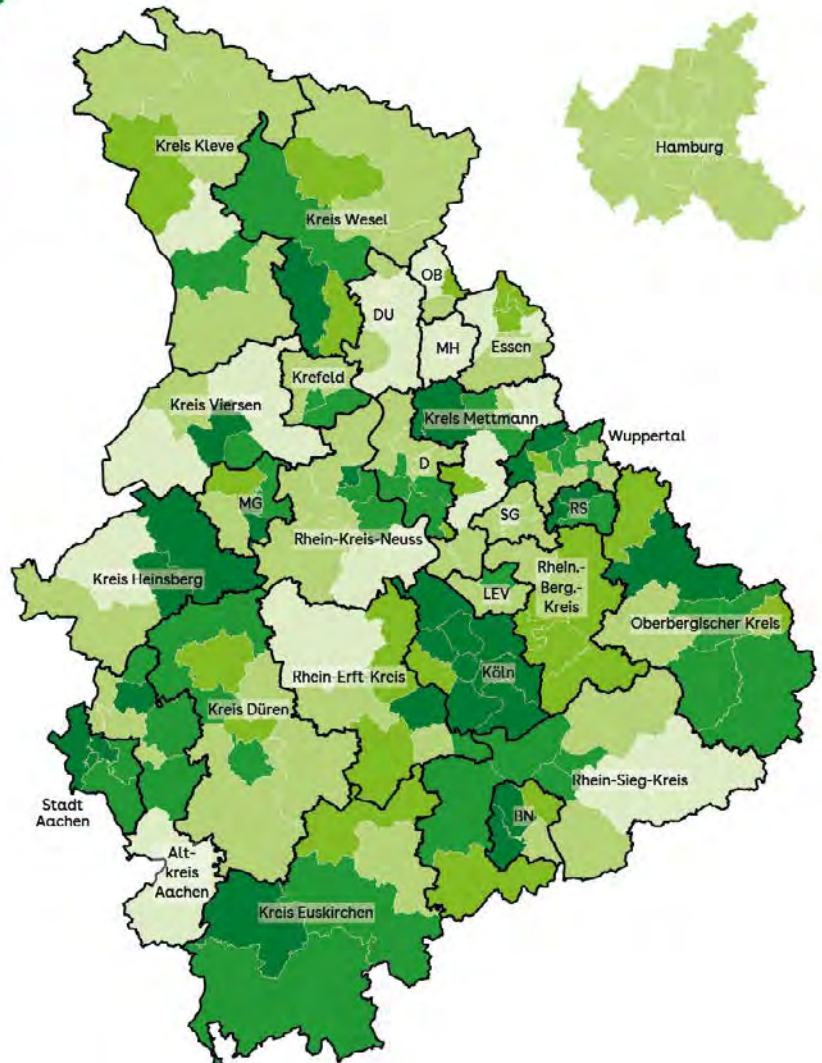 Kreis Kleve
Hamburg
Kreis Wesel
OB
DU
MH
Essen
Krefeld
Kreis Viersen
Kreis Mettmann
Wuppertal
D
MG
SG
RS
Rhein-Kreis-Neuss
Kreis Heinsberg
LEV
Rhein.-
Berg.-
Kreis
Oberbergischer Kreis
Rhein-Erft-Kreis
Köln
Kreis Düren
Rhein-Sieg-Kreis
Stadt
Aachen
BN
Alt-
kreis
Aachen
Kreis Euskirchen